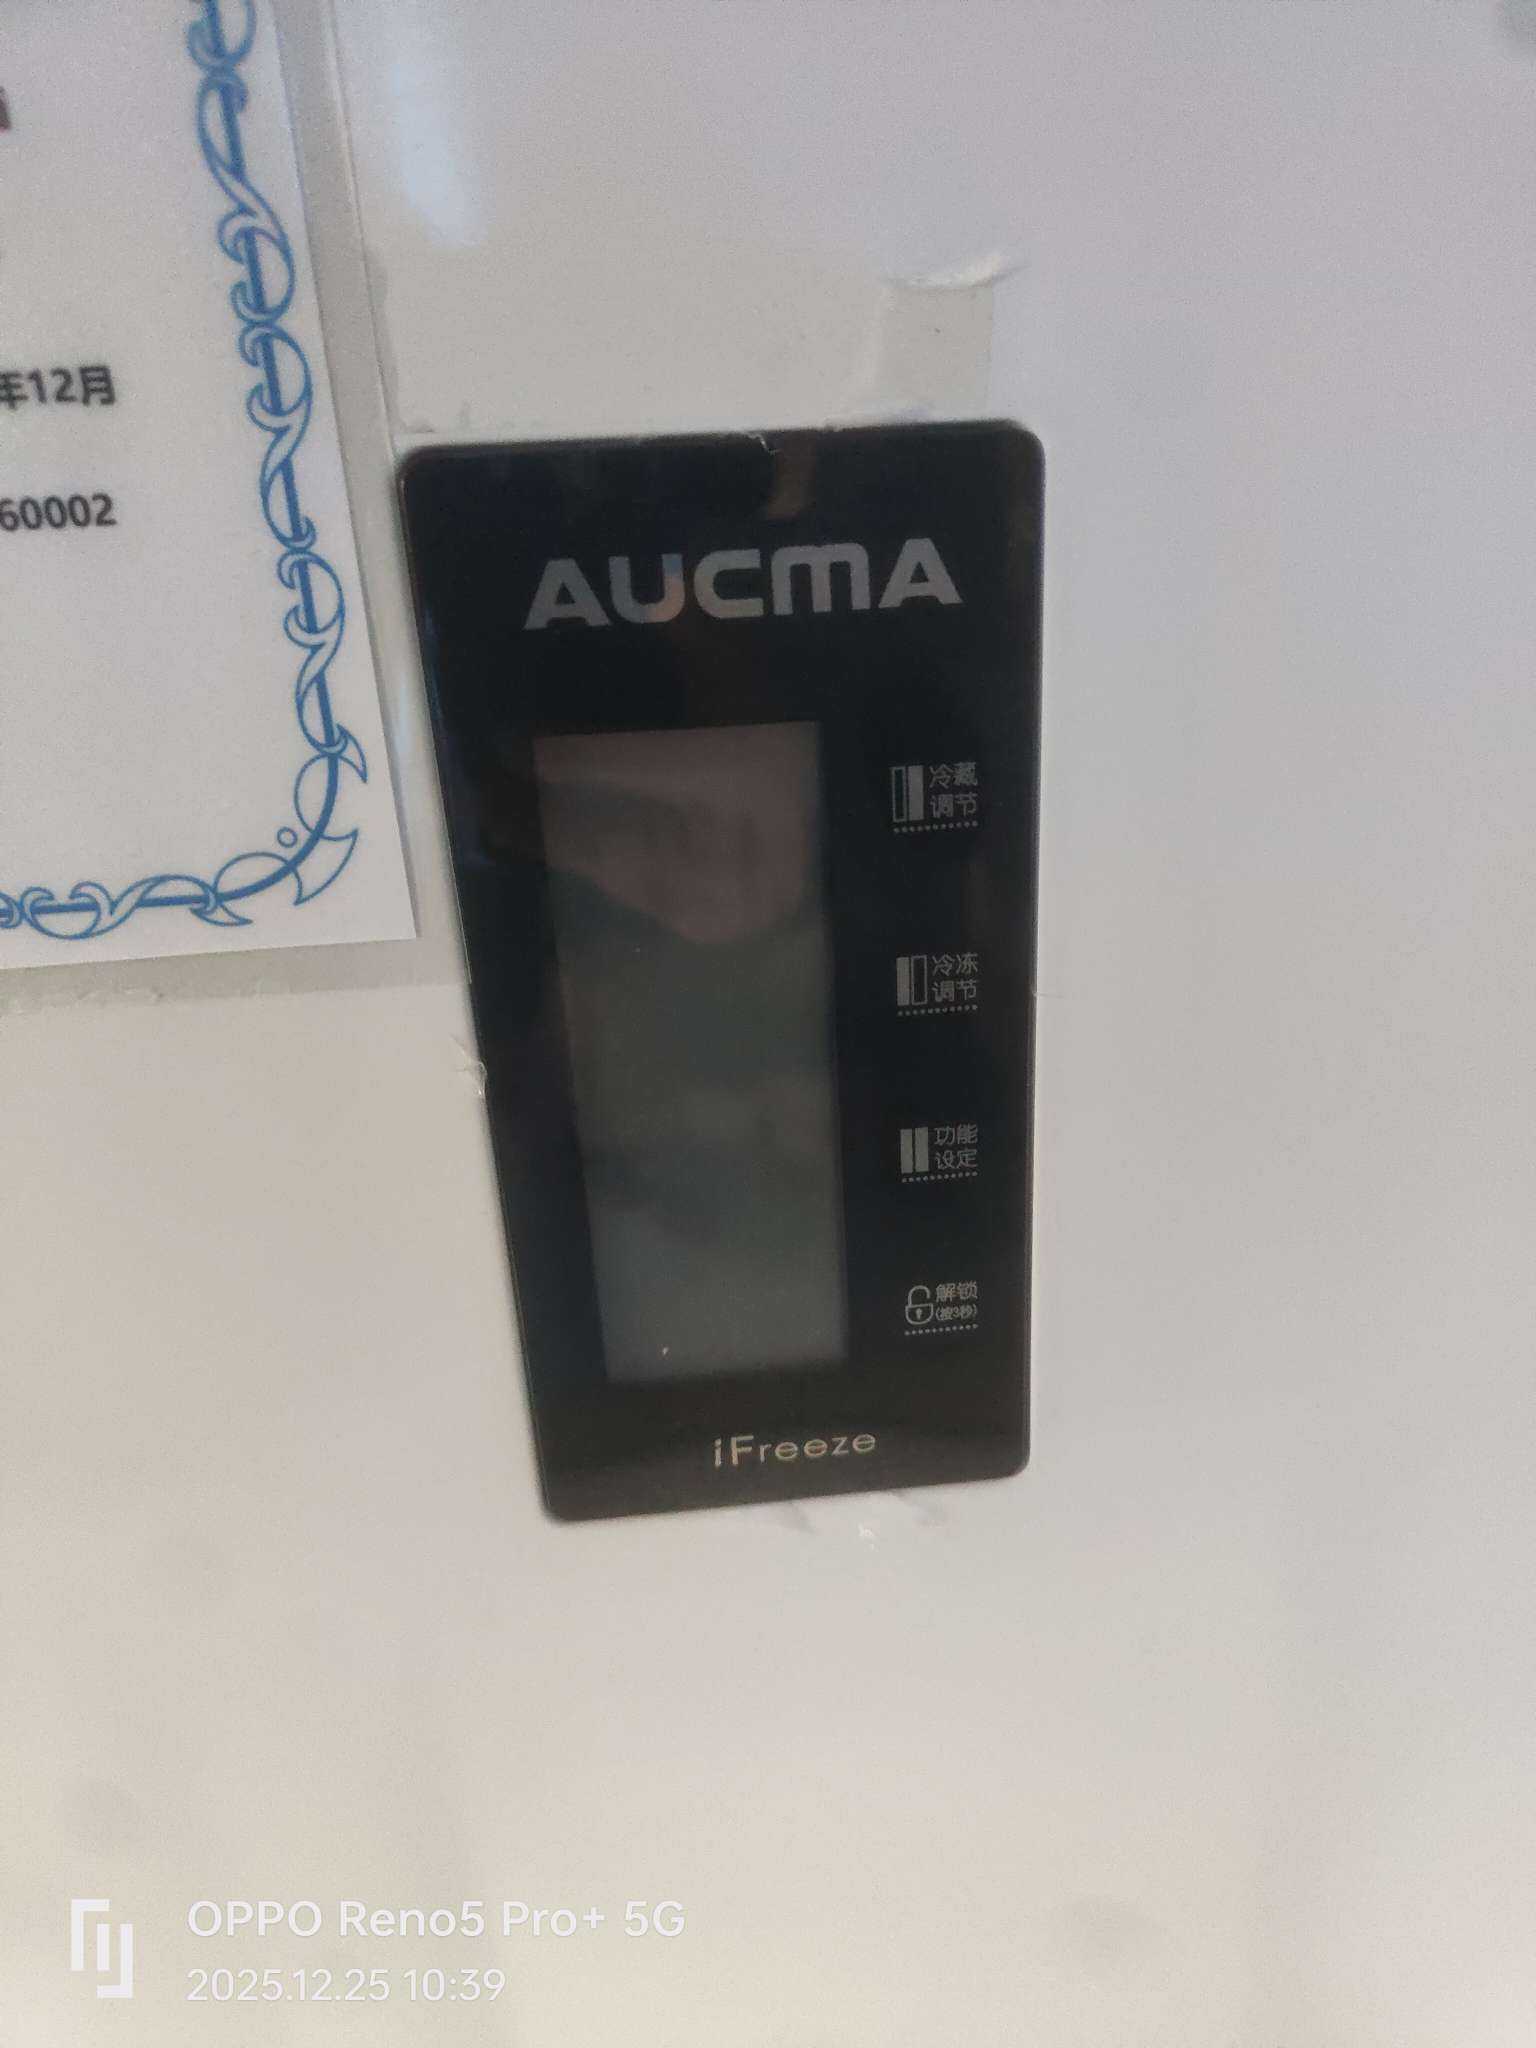 年12月
60002
AUCMA
冷藏
调节
冷冻
调节
功能
设定
解锁
(按3秒)
iFreeze
OPPO Reno5 Pro+ 5G
2025.12.25 10:39